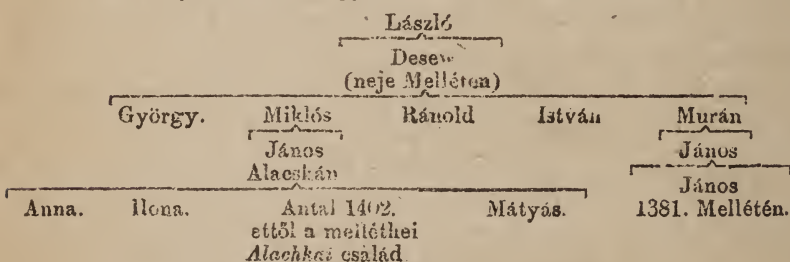 László
Desew
(neje Melléten)
György. Miklós Ránold István Murán
János János
Alacskán János
Anna. Ilona. Antal 1402. Mátyás. 1381. Mellétén.
ettől a melléthei
Alachkai család